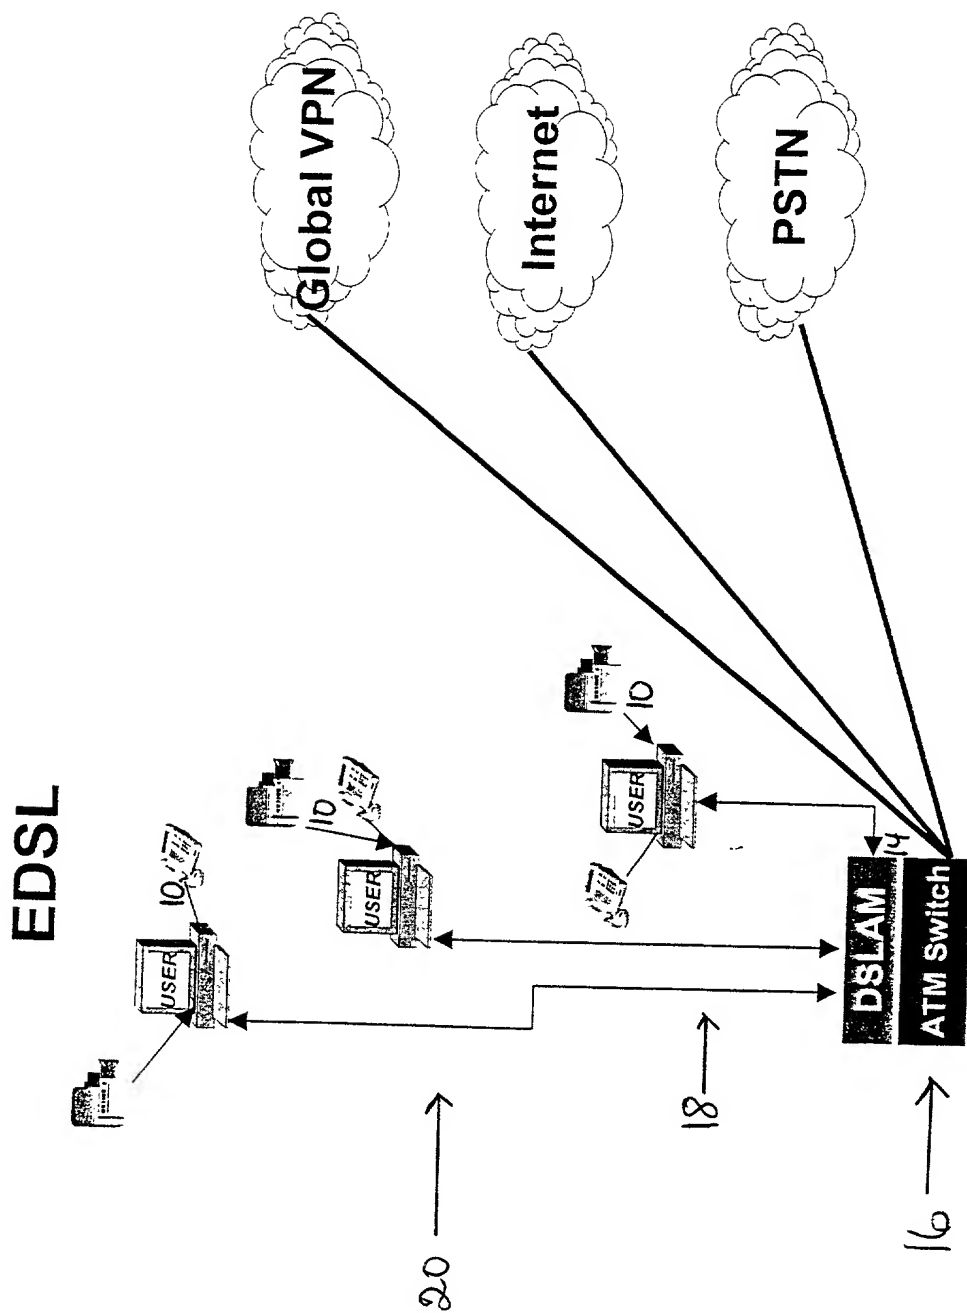 EDSL
10
USER
10
USER
10
USER
Global VPN
Internet
PSTN
20
18
16
DSLAM
14
ATM Switch